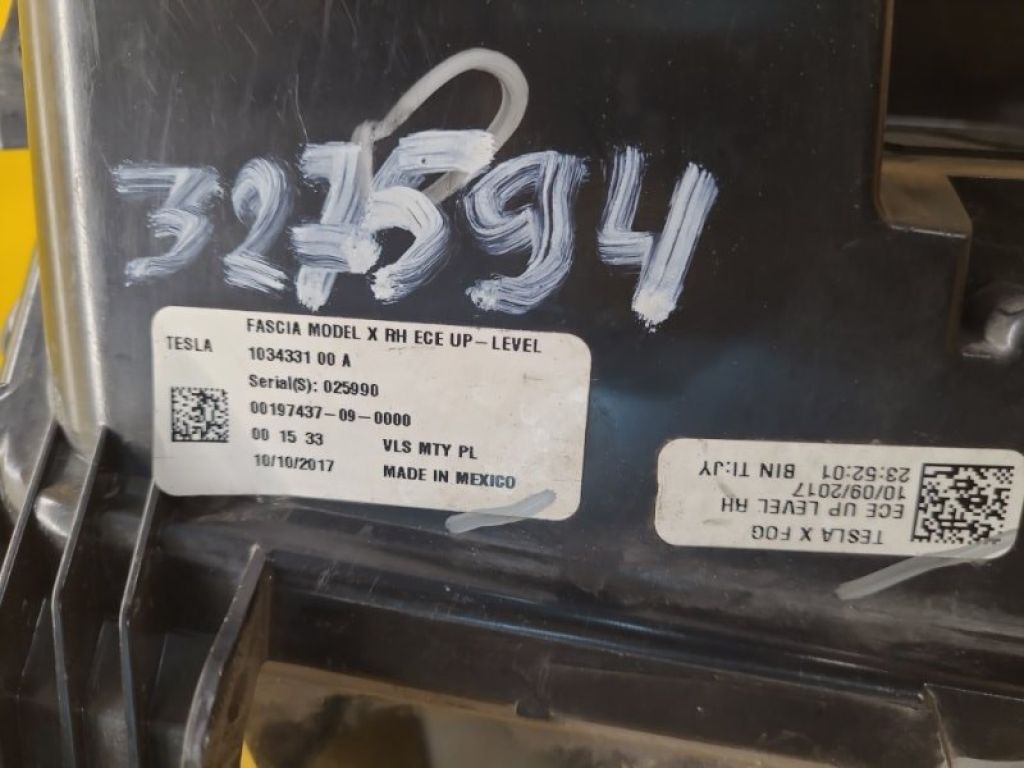 327594
TESLA
FASCIA MODEL X RH ECE UP-LEVEL
1034331 00 A
Serial(S): 025990
00197437-09-0000
00 15 33
VLS MTY PL
10/10/2017
MADE IN MEXICO
TESLA X FOG
ECE UP LEVEL RH
10/09/2017
23:52:01 BIN TI:JY